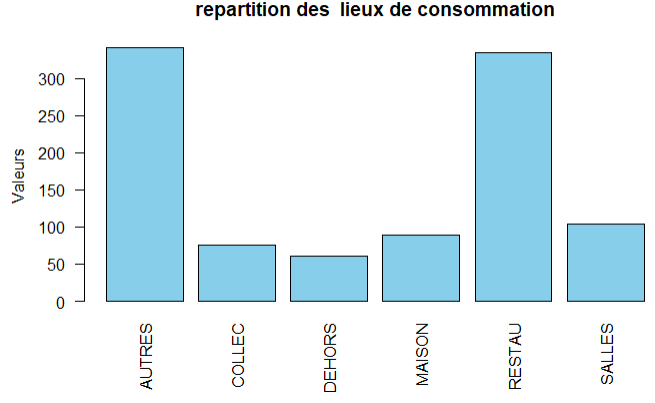 repartition des  lieux de consommation
Valeurs
300
250
200
150
100
50
0
AUTRES
COLLEC
DEHORS
MAISON
RESTAU
SALLES